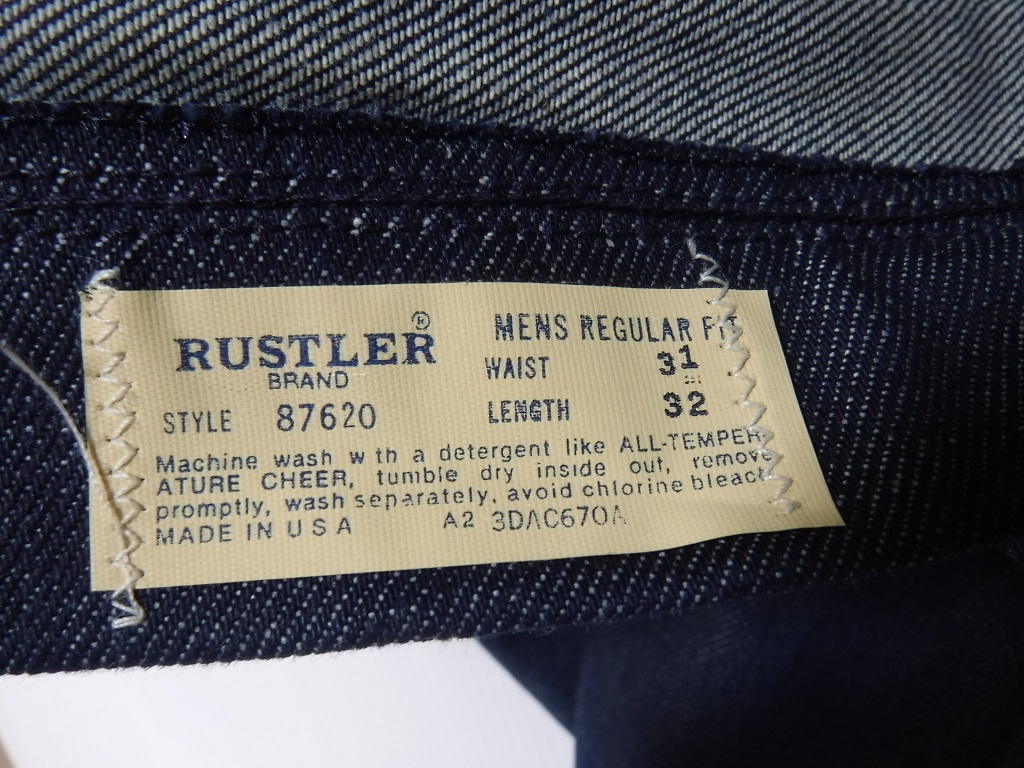 RUSTLER®
BRAND
STYLE 87620
MENS REGULAR FIT
WAIST 31
LENGTH 32
Machine wash w th a detergent like ALL-TEMPER-
ATURE CHEER, tumble dry inside out, remove
promptly, wash separately, avoid chlorine bleach
MADE IN USA A2 3DAC670A